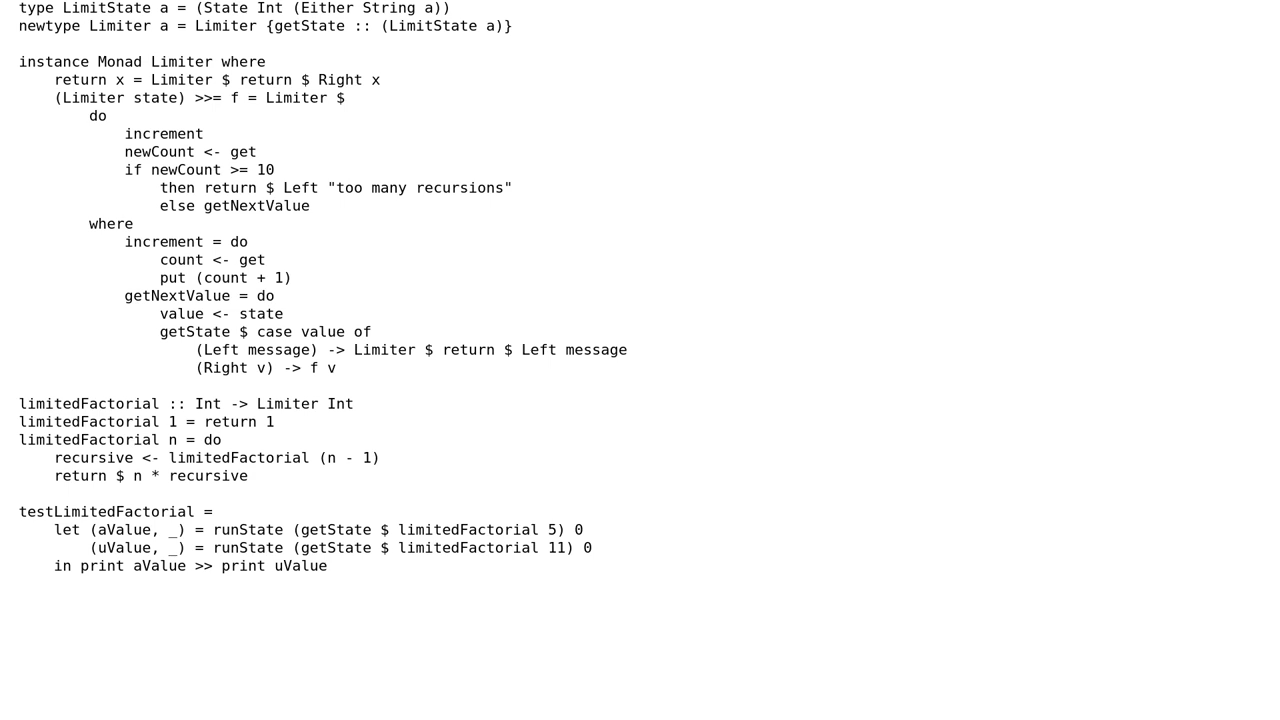 type LimitState a = (State Int (Either String a))
newtype Limiter a = Limiter {getState :: (LimitState a)}

instance Monad Limiter where
    return x = Limiter $ return $ Right x
    (Limiter state) >>= f = Limiter $
        do
            increment
            newCount <- get
            if newCount >= 10
                then return $ Left "too many recursions"
                else getNextValue
        where
            increment = do
                count <- get
                put (count + 1)
            getNextValue = do
                value <- state
                getState $ case value of
                    (Left message) -> Limiter $ return $ Left message
                    (Right v) -> f v

limitedFactorial :: Int -> Limiter Int
limitedFactorial 1 = return 1
limitedFactorial n = do
    recursive <- limitedFactorial (n - 1)
    return $ n * recursive

testLimitedFactorial =
    let (aValue, _) = runState (getState $ limitedFactorial 5) 0
        (uValue, _) = runState (getState $ limitedFactorial 11) 0
    in print aValue >> print uValue